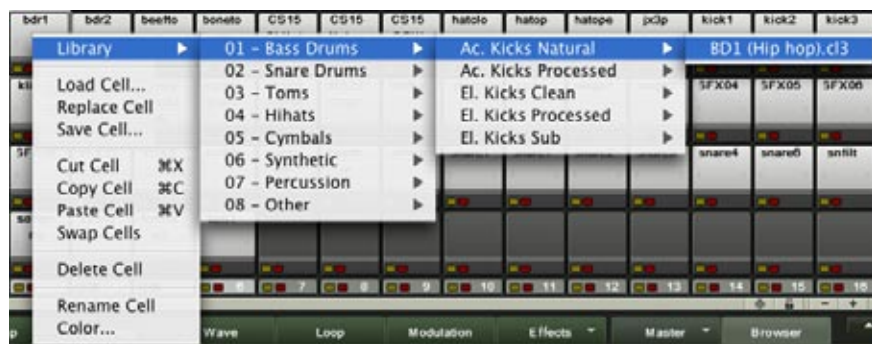 bdr1 bdr2 beefto boneto CS15 CS15 CS15 hatclo hatop hatope jx3p kick1 kick2 kick3
Library 01 – Bass Drums Ac. Kicks Natural BD1 (Hip hop).cl3
02 – Snare Drums Ac. Kicks Processed
Load Cell... 03 – Toms El. Kicks Clean SFX04 SFX05 SFX06
Replace Cell 04 – Hihats El. Kicks Processed
Save Cell... 05 – Cymbals El. Kicks Sub
Cut Cell ⌘X 06 – Synthetic snare4 snare6 snfilt
Copy Cell ⌘C 07 – Percussion
Paste Cell ⌘V 08 – Other
Swap Cells
Delete Cell
6 7 8 9 10 11 12 13 14 15 16
Rename Cell
Color... Wave Loop Modulation Effects Master Browser